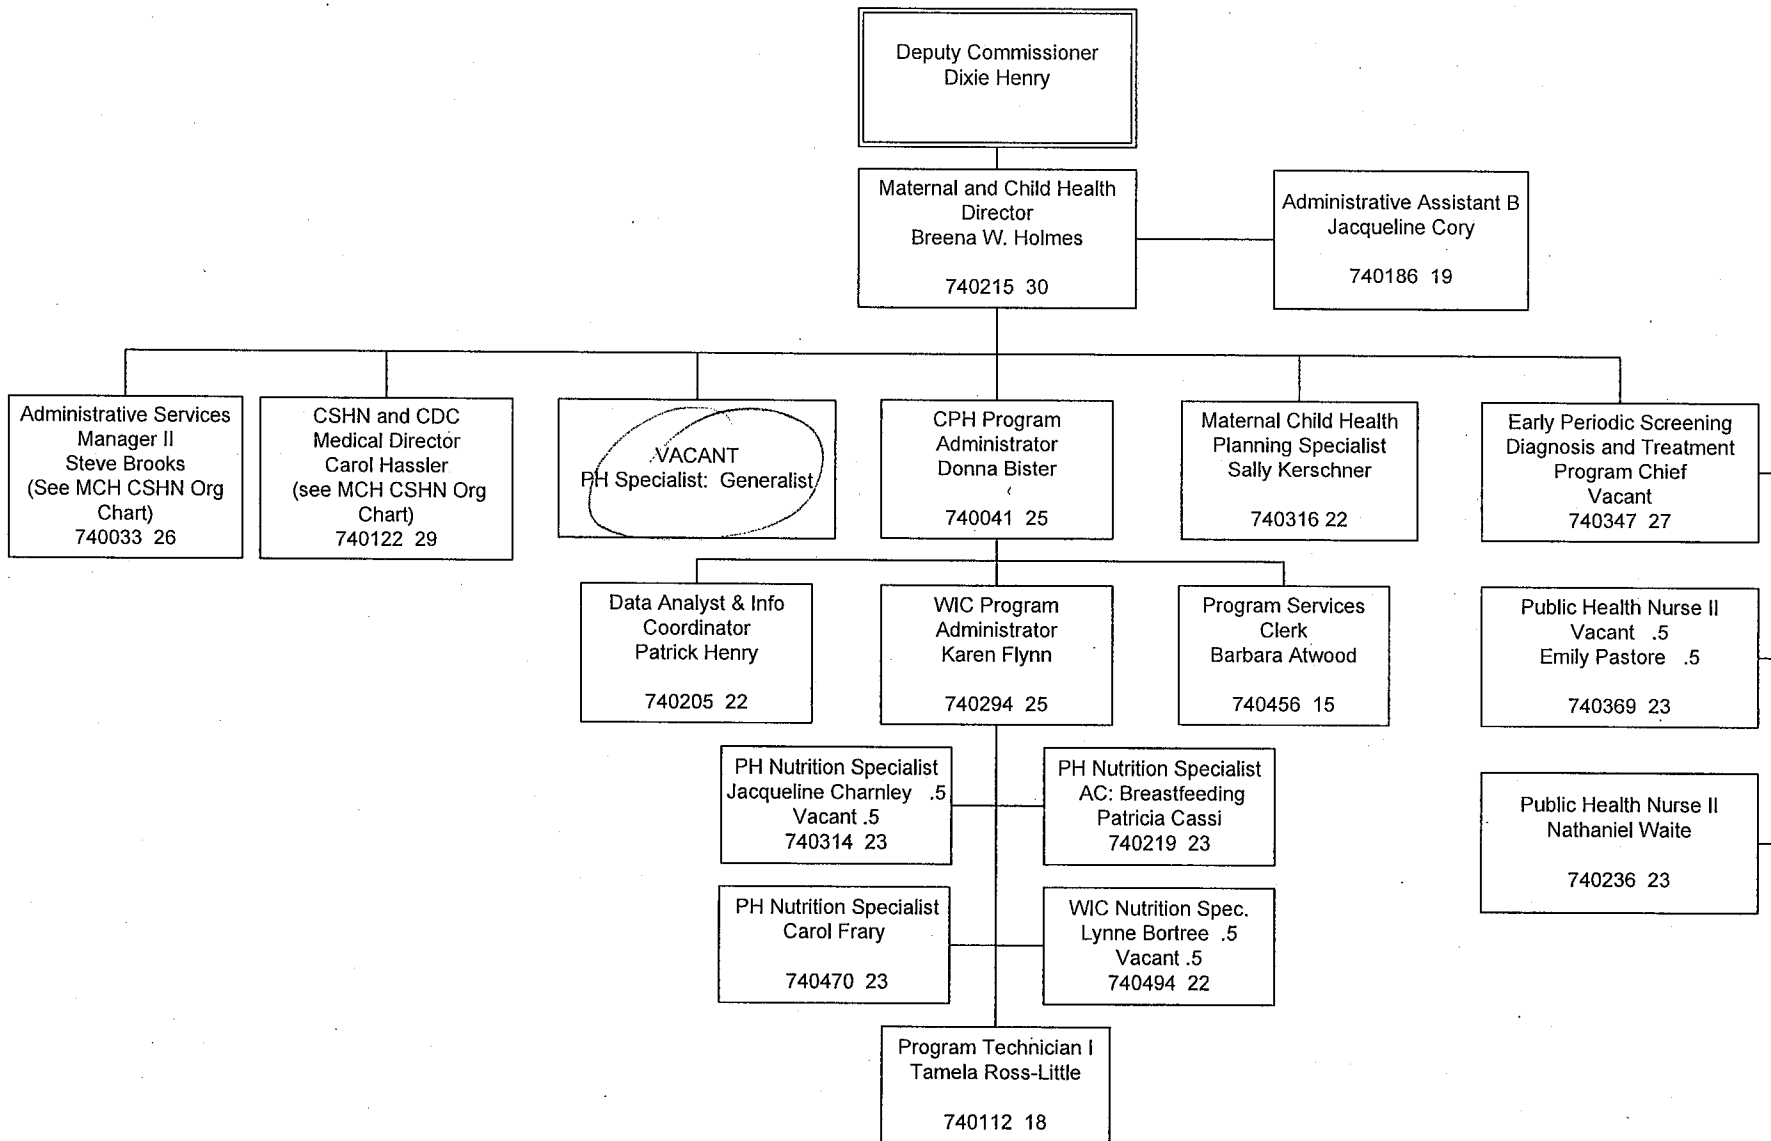 Deputy Commissioner
Dixie Henry
Maternal and Child Health
Director
Breena W. Holmes
740215 30
Administrative Assistant B
Jacqueline Cory
740186 19
Administrative Services
Manager II
Steve Brooks
(See MCH CSHN Org
Chart)
740033 26
CSHN and CDC
Medical Director
Carol Hassler
(see MCH CSHN Org
Chart)
740122 29
VACANT
PH Specialist: Generalist
CPH Program
Administrator
Donna Bister
740041 25
Maternal Child Health
Planning Specialist
Sally Kerschner
740316 22
Early Periodic Screening
Diagnosis and Treatment
Program Chief
Vacant
740347 27
Data Analyst & Info
Coordinator
Patrick Henry
740205 22
WIC Program
Administrator
Karen Flynn
740294 25
Program Services
Clerk
Barbara Atwood
740456 15
Public Health Nurse II
Vacant .5
Emily Pastore .5
740369 23
PH Nutrition Specialist
Jacqueline Charnley .5
Vacant .5
740314 23
PH Nutrition Specialist
AC: Breastfeeding
Patricia Cassi
740219 23
Public Health Nurse II
Nathaniel Waite
740236 23
PH Nutrition Specialist
Carol Frary
740470 23
WIC Nutrition Spec.
Lynne Bortree .5
Vacant .5
740494 22
Program Technician I
Tamela Ross-Little
740112 18